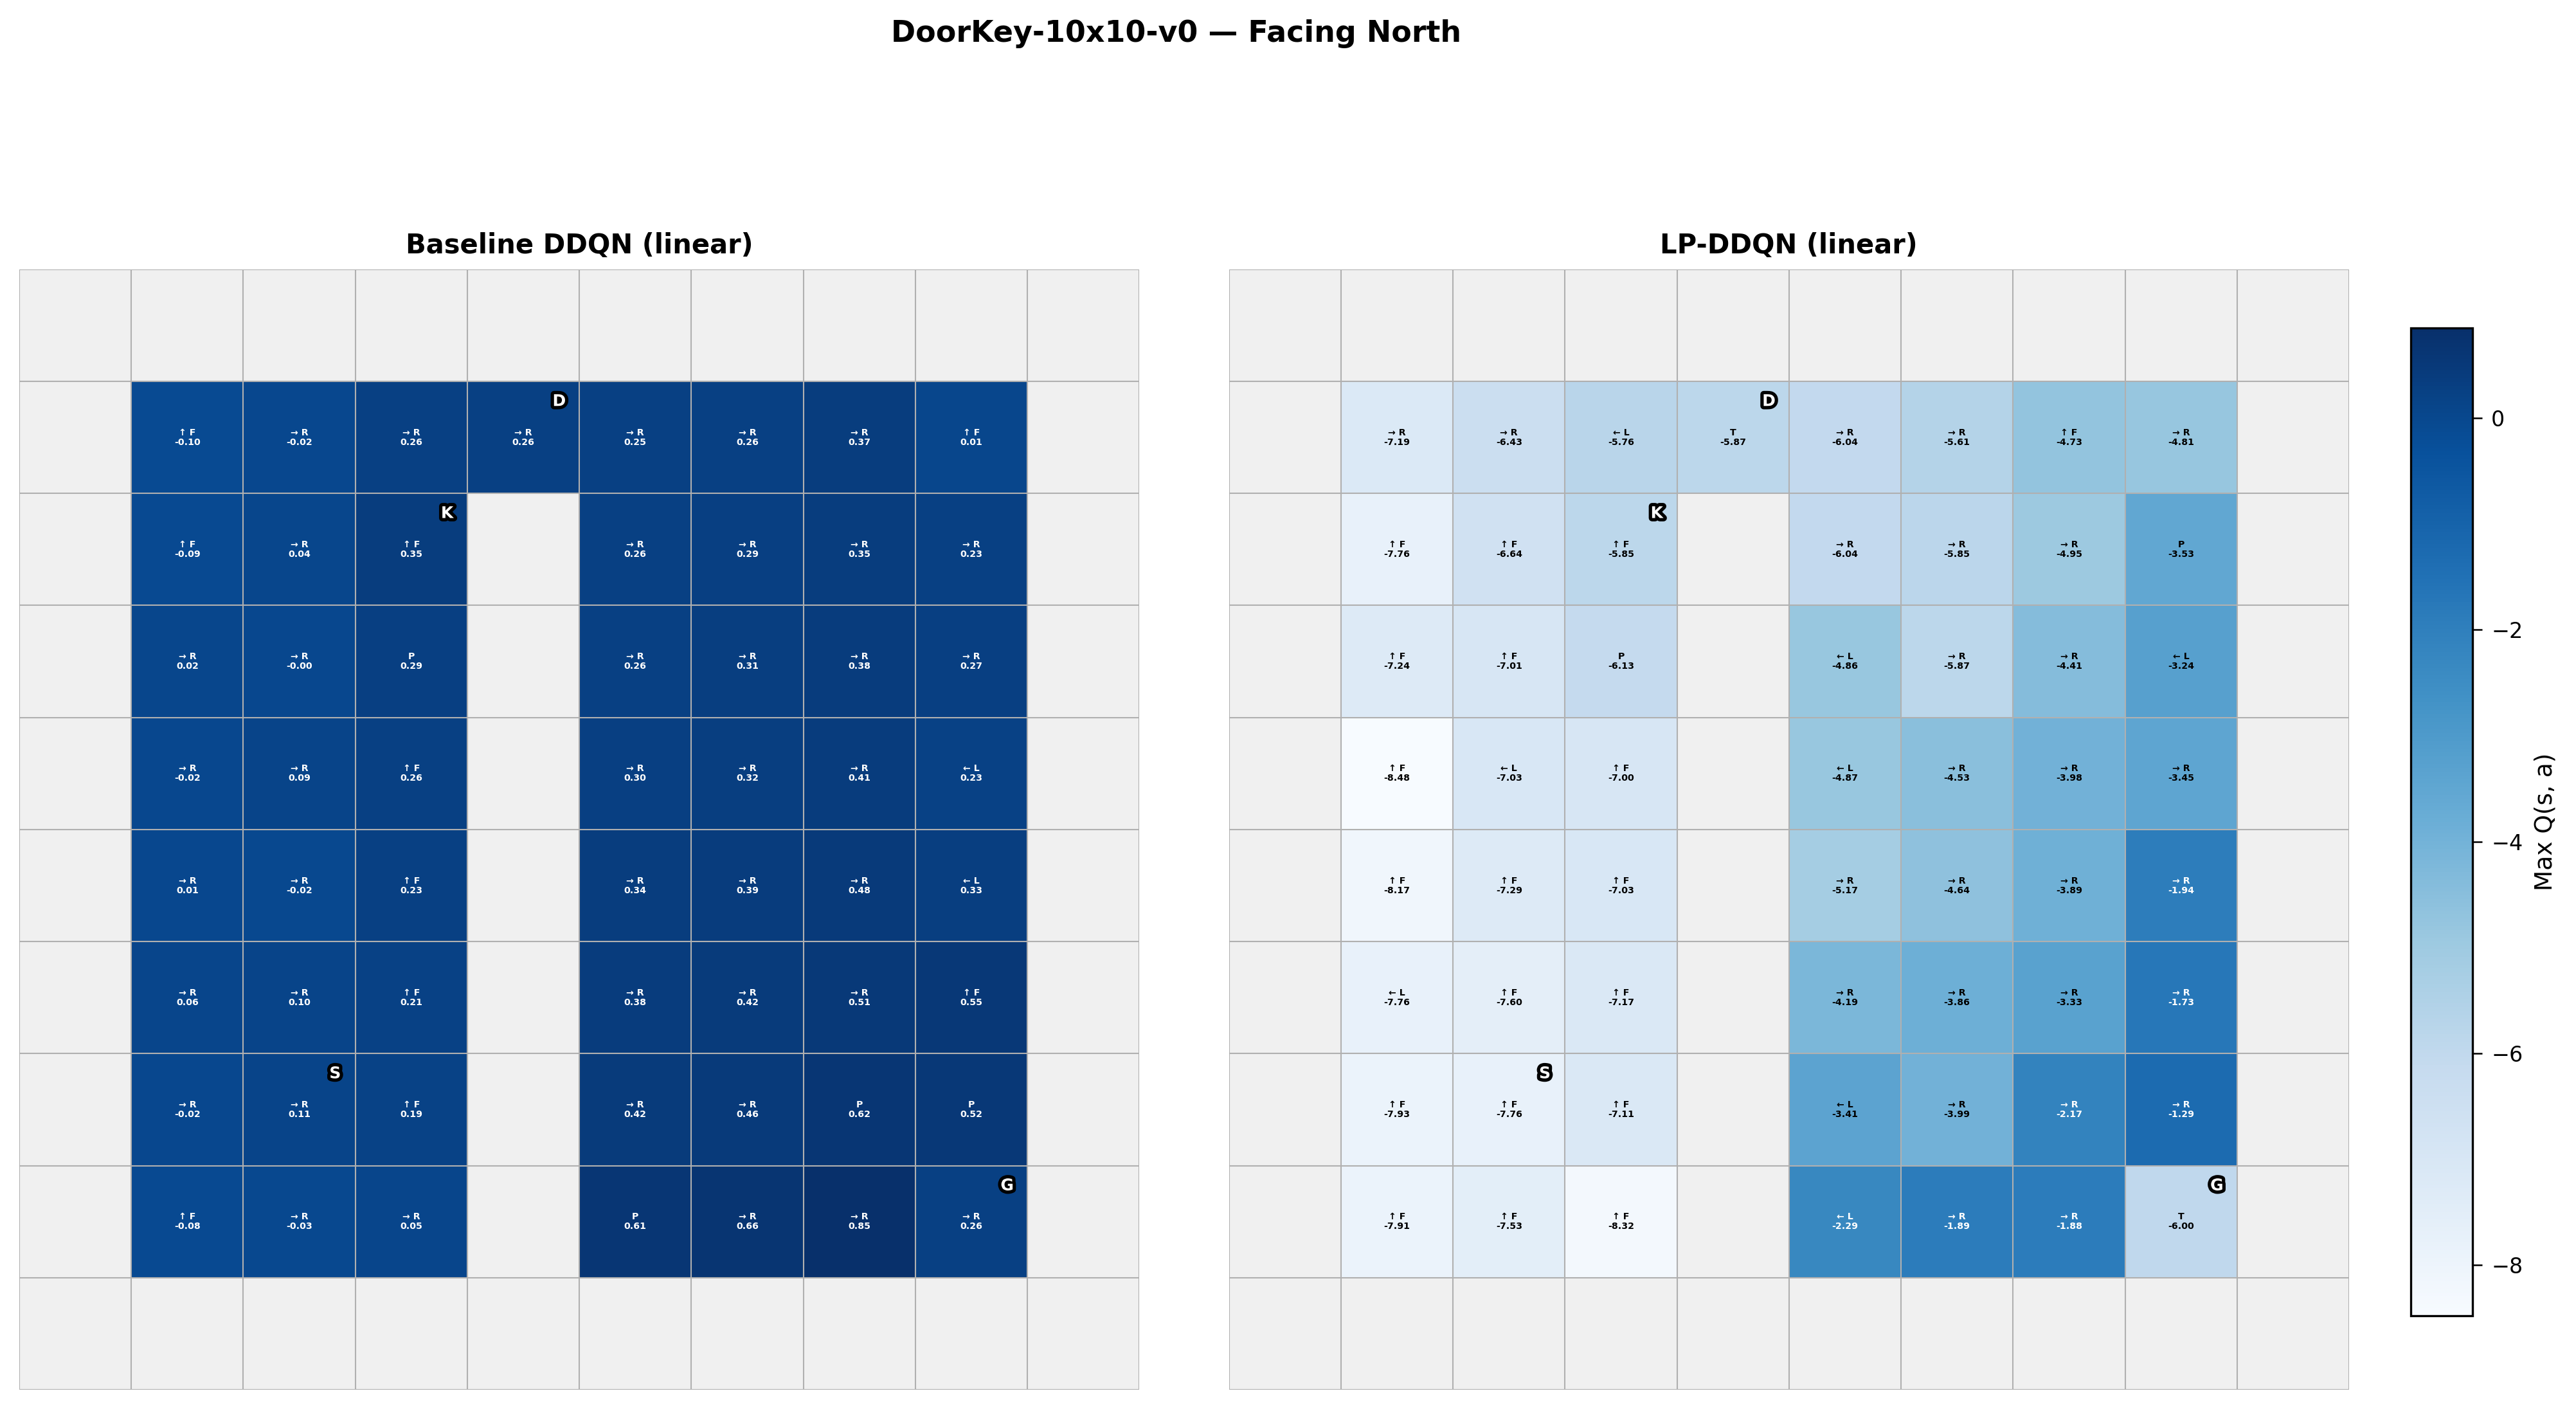 DoorKey-10x10-v0 — Facing North
Baseline DDQN (linear)
D
↑ F → R → R → R → R → R → R ↑ F
-0.10 -0.02 0.26 0.26 0.25 0.26 0.37 0.01
K
↑ F → R ↑ F → R → R → R → R
-0.09 0.04 0.35 0.26 0.29 0.35 0.23
→ R → R P → R → R → R → R
0.02 -0.00 0.29 0.26 0.31 0.38 0.27
→ R → R ↑ F → R → R → R ← L
-0.02 0.09 0.26 0.30 0.32 0.41 0.23
→ R → R ↑ F → R → R → R ← L
0.01 -0.02 0.23 0.34 0.39 0.48 0.33
→ R → R ↑ F → R → R → R ↑ F
0.06 0.10 0.21 0.38 0.42 0.51 0.55
S
→ R → R ↑ F → R → R P P
-0.02 0.11 0.19 0.42 0.46 0.62 0.52
G
↑ F → R → R P → R → R → R
-0.08 -0.03 0.05 0.61 0.66 0.85 0.26
LP-DDQN (linear)
D
→ R → R ← L T → R → R ↑ F → R
-7.19 -6.43 -5.76 -5.87 -6.04 -5.61 -4.73 -4.81
K
↑ F ↑ F ↑ F → R → R → R P
-7.76 -6.64 -5.85 -6.04 -5.85 -4.95 -3.53
↑ F ↑ F P ← L → R → R ← L
-7.24 -7.01 -6.13 -4.86 -5.87 -4.41 -3.24
↑ F ← L ↑ F ← L → R → R → R
-8.48 -7.03 -7.00 -4.87 -4.53 -3.98 -3.45
↑ F ↑ F ↑ F → R → R → R → R
-8.17 -7.29 -7.03 -5.17 -4.64 -3.89 -1.94
← L ↑ F ↑ F → R → R → R → R
-7.76 -7.60 -7.17 -4.19 -3.86 -3.33 -1.73
S
↑ F ↑ F ↑ F ← L → R → R → R
-7.93 -7.76 -7.11 -3.41 -3.99 -2.17 -1.29
G
↑ F ↑ F ↑ F ← L → R → R T
-7.91 -7.53 -8.32 -2.29 -1.89 -1.88 -6.00
0
−2
−4
−6
−8
Max Q(s, a)